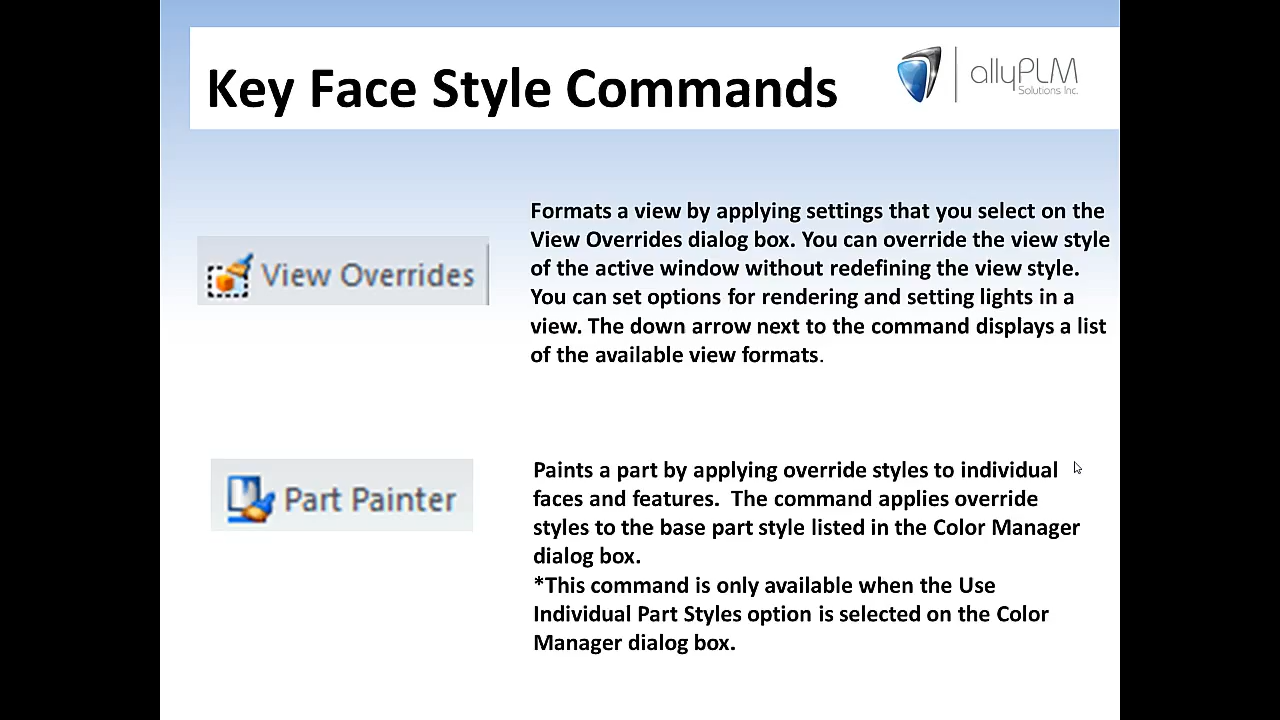 Key Face Style Commands
allyPLM
Solutions Inc.
Formats a view by applying settings that you select on the
View Overrides dialog box. You can override the view style
of the active window without redefining the view style.
You can set options for rendering and setting lights in a
view. The down arrow next to the command displays a list
of the available view formats.
View Overrides
Paints a part by applying override styles to individual
faces and features.  The command applies override
styles to the base part style listed in the Color Manager
dialog box.
*This command is only available when the Use
Individual Part Styles option is selected on the Color
Manager dialog box.
Part Painter